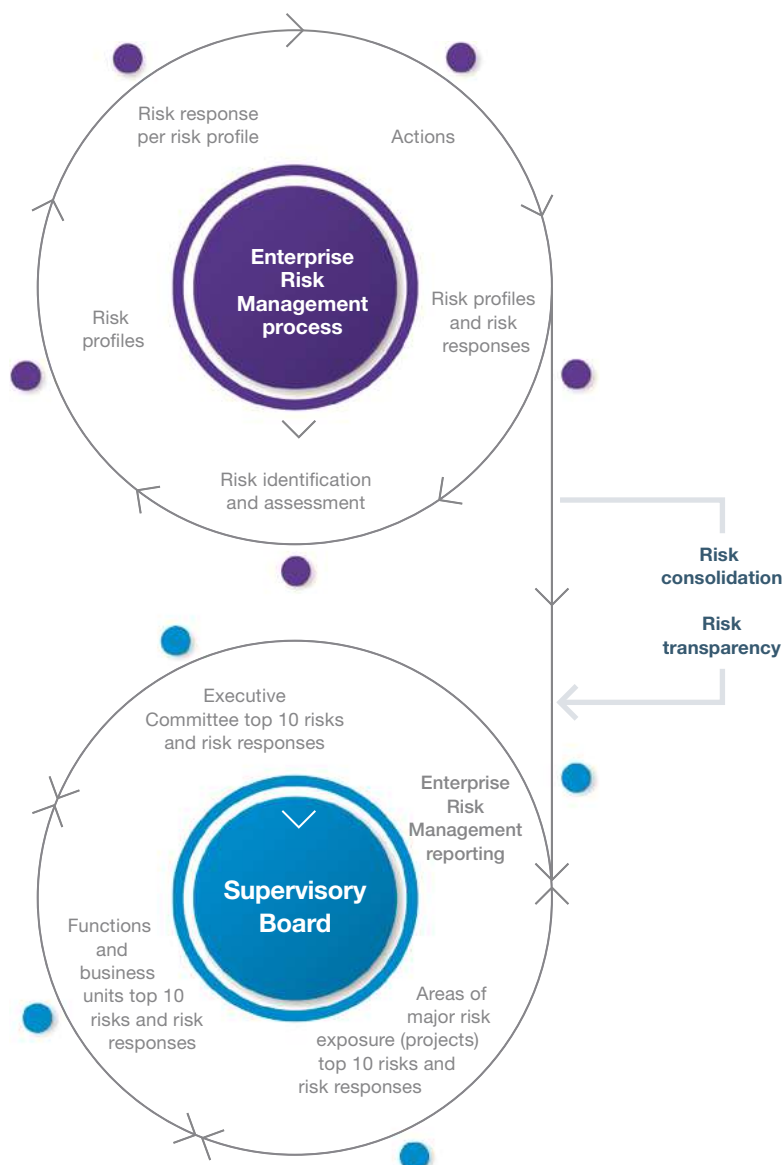 Risk response
per risk profile
Actions
Enterprise
Risk
Management
process
Risk profiles
and risk
responses
Risk
profiles
Risk identification
and assessment
Risk
consolidation
Risk
transparency
Executive
Committee top 10 risks
and risk responses
Enterprise
Risk
Management
reporting
Supervisory
Board
Functions
and
business
units top 10
risks and risk
responses
Areas of
major risk
exposure (projects)
top 10 risks and
risk responses